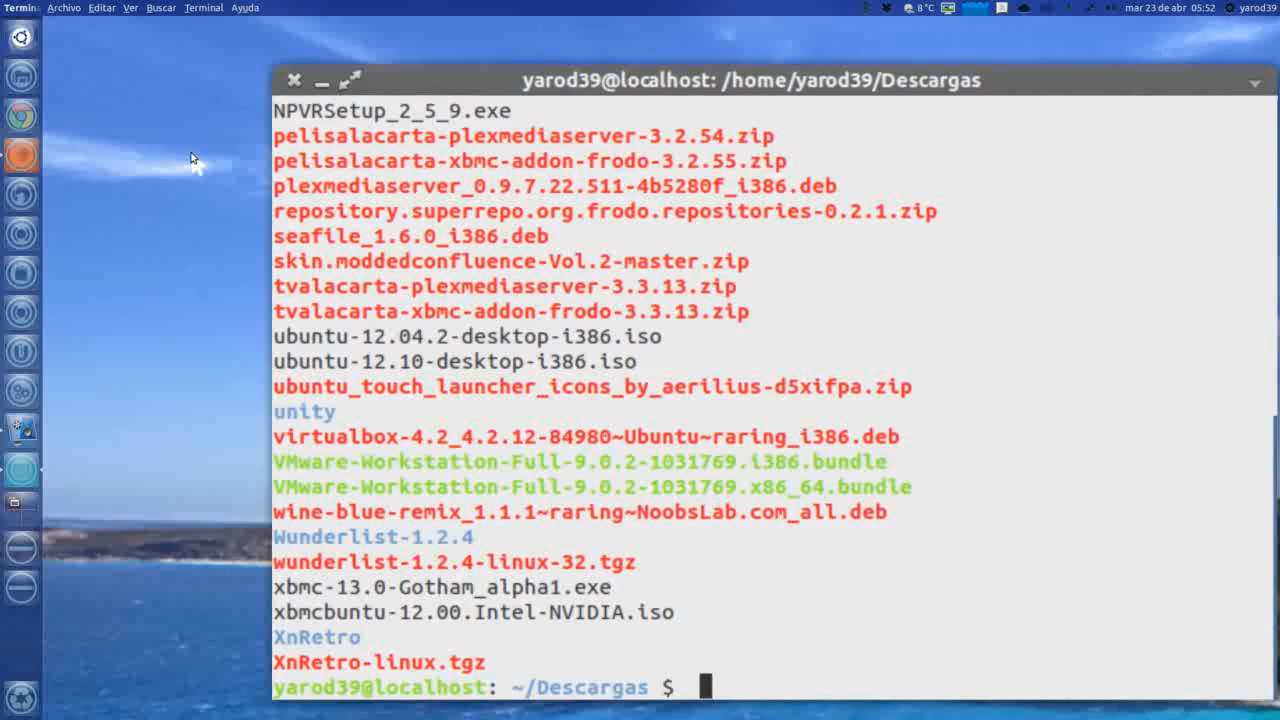 Termina Archivo Editar Ver Buscar Terminal Ayuda 8°C mar 23 de abr 05:52 yarod39
yarod39@localhost: /home/yarod39/Descargas
NPVRSetup_2_5_9.exe
pelisalacarta-plexmediaserver-3.2.54.zip
pelisalacarta-xbmc-addon-frodo-3.2.55.zip
plexmediaserver_0.9.7.22.511-4b5280f_i386.deb
repository.superrepo.org.frodo.repositories-0.2.1.zip
seafile_1.6.0_i386.deb
skin.moddedconfluence-Vol.2-master.zip
tvalacarta-plexmediaserver-3.3.13.zip
tvalacarta-xbmc-addon-frodo-3.3.13.zip
ubuntu-12.04.2-desktop-i386.iso
ubuntu-12.10-desktop-i386.iso
ubuntu_touch_launcher_icons_by_aerilius-d5xifpa.zip
unity
virtualbox-4.2_4.2.12-84980~Ubuntu~raring_i386.deb
VMware-Workstation-Full-9.0.2-1031769.i386.bundle
VMware-Workstation-Full-9.0.2-1031769.x86_64.bundle
wine-blue-remix_1.1.1~raring~NoobsLab.com_all.deb
Wunderlist-1.2.4
wunderlist-1.2.4-linux-32.tgz
xbmc-13.0-Gotham_alpha1.exe
xbmcbuntu-12.00.Intel-NVIDIA.iso
XnRetro
XnRetro-linux.tgz
yarod39@localhost: ~/Descargas $